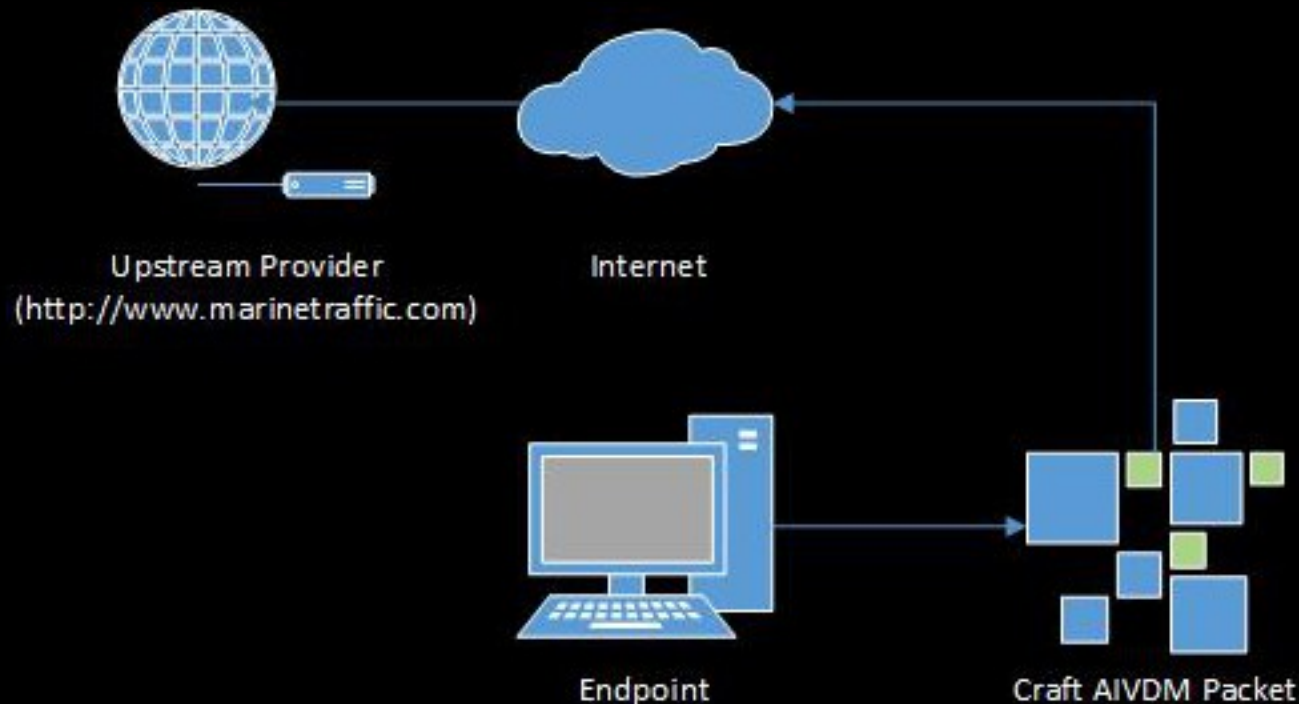 Upstream Provider
(http://www.marinetraffic.com)
Internet
Endpoint
Craft AIVDM Packet